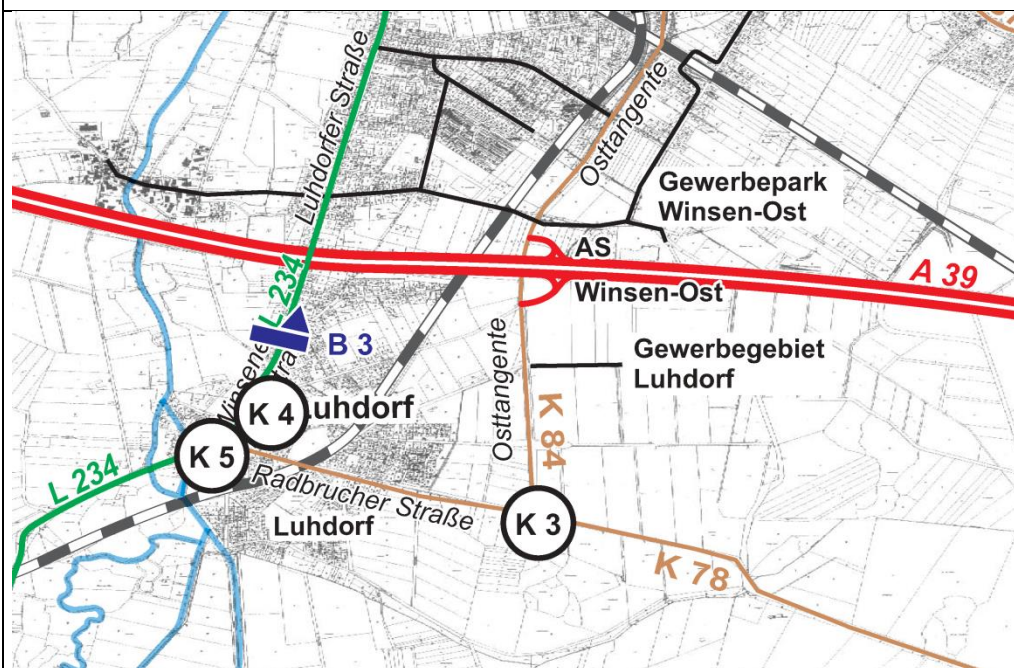 Luhdorfer Straße
Osttangente
Gewerbepark
Winsen-Ost
AS
Winsen-Ost
A 39
L 234
B 3
Gewerbegebiet
Luhdorf
Osttangente
K 84
K 4
Luhdorf
K 5
L 234
Radbrucher Straße
Luhdorf
K 3
K 78